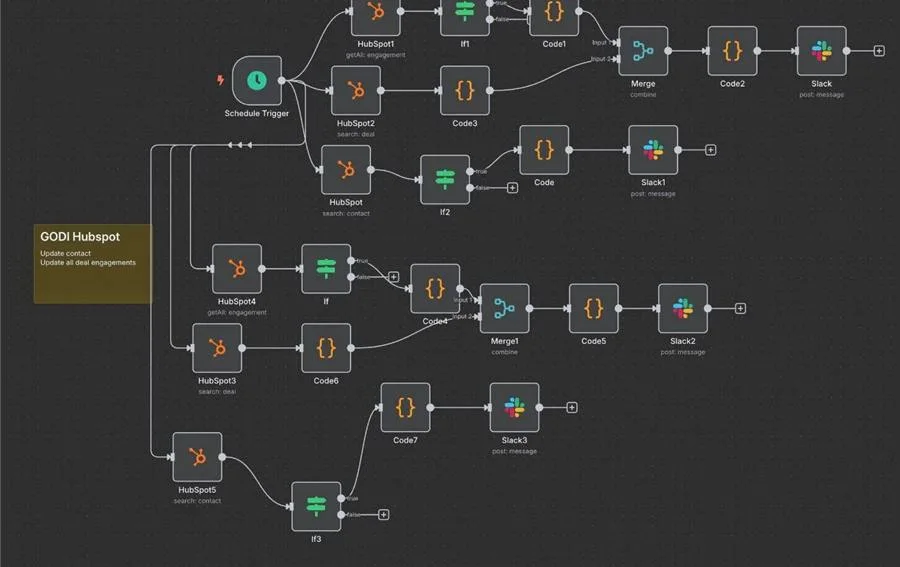 true
false
HubSpot1
getAll: engagement
If1
Code1
Input 1
Input 2
Merge
combine
Code2
Slack
post: message
Schedule Trigger
HubSpot2
search: deal
Code3
HubSpot
search: contact
true
false
If2
Code
Slack1
post: message
GODI Hubspot
Update contact
Update all deal engagements
HubSpot4
getAll: engagement
true
false
If
Code4
Input 1
Input 2
Merge1
combine
Code5
Slack2
post: message
HubSpot3
search: deal
Code6
Code7
Slack3
post: message
HubSpot5
search: contact
true
false
If3